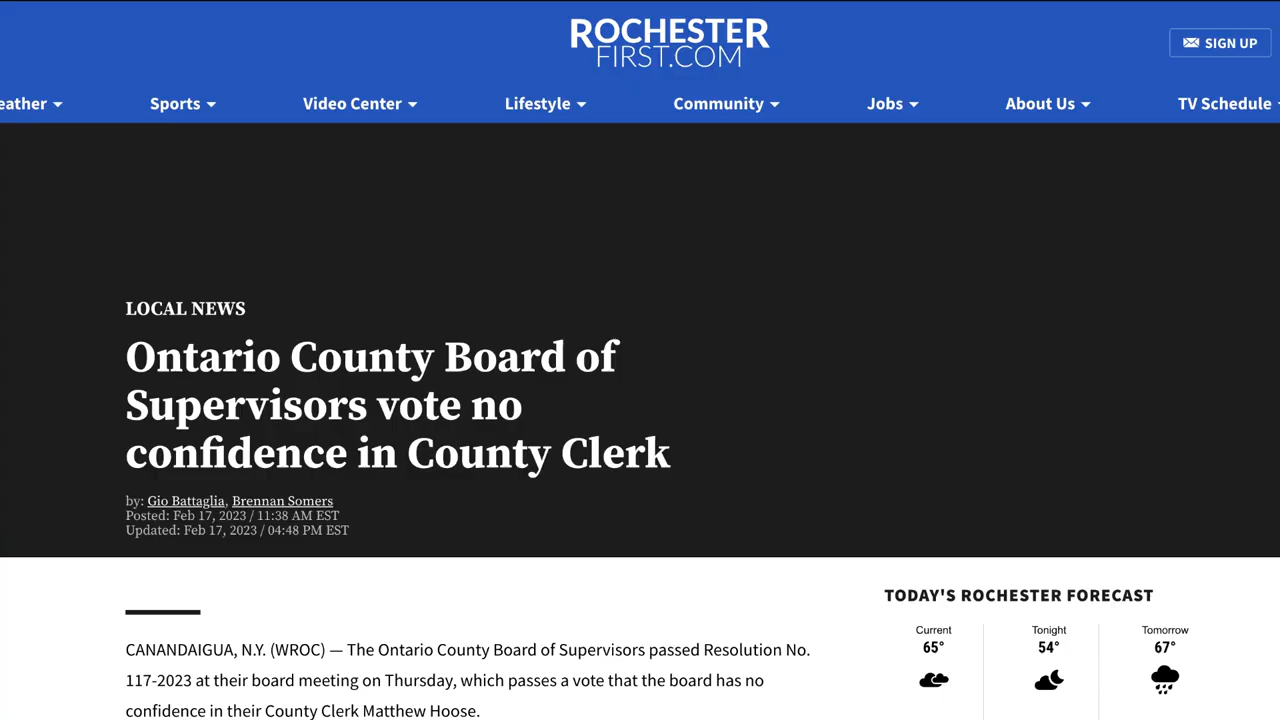 ROCHESTER
FIRST.COM
SIGN UP
eather Sports Video Center Lifestyle Community Jobs About Us TV Schedule
LOCAL NEWS
Ontario County Board of
Supervisors vote no
confidence in County Clerk
by: Gio Battaglia, Brennan Somers
Posted: Feb 17, 2023 / 11:38 AM EST
Updated: Feb 17, 2023 / 04:48 PM EST
CANANDAIGUA, N.Y. (WROC) — The Ontario County Board of Supervisors passed Resolution No.
117-2023 at their board meeting on Thursday, which passes a vote that the board has no
confidence in their County Clerk Matthew Hoose.
TODAY'S ROCHESTER FORECAST
Current Tonight Tomorrow
65° 54° 67°